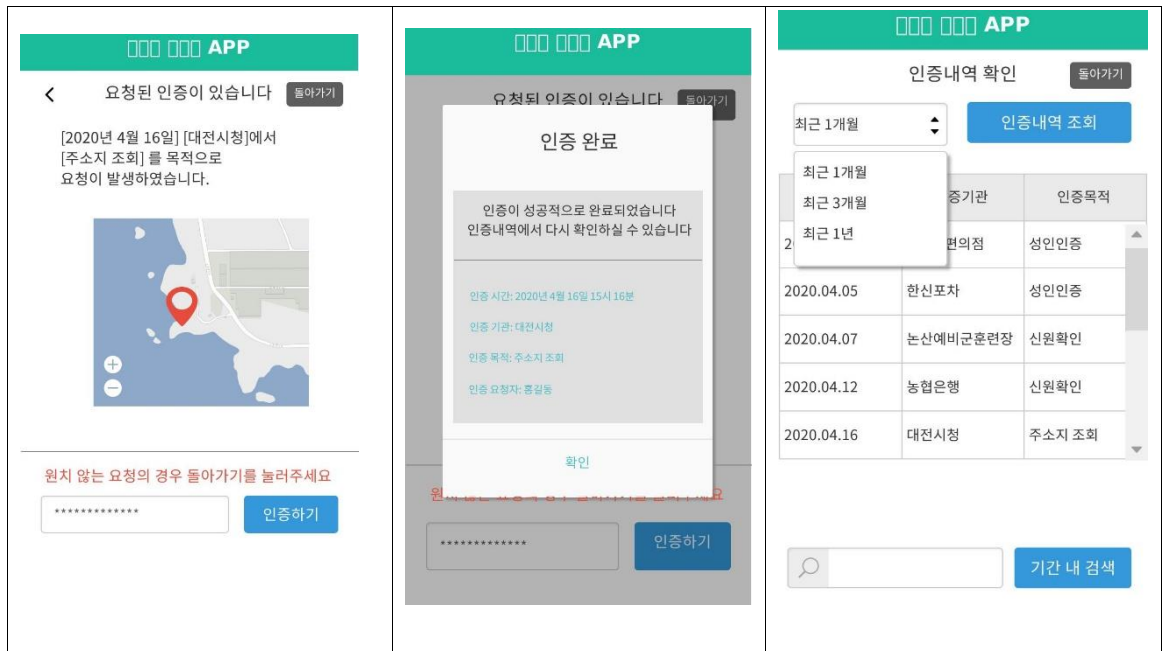 APP
요청된 인증이 있습니다 돌아가기
[2020년 4월 16일] [대전시청]에서
[주소지 조회] 를 목적으로
요청이 발생하였습니다.
원치 않는 요청의 경우 돌아가기를 눌러주세요
************* 인증하기
APP
요청된 인증이 있습니다 돌아가기
인증 완료
인증이 성공적으로 완료되었습니다
인증내역에서 다시 확인하실 수 있습니다
인증 시간: 2020년 4월 16일 15시 16분
인증 기관: 대전시청
인증 목적: 주소지 조회
인증 요청자: 홍길동
확인
************* 인증하기
APP
인증내역 확인 돌아가기
최근 1개월 인증내역 조회
최근 1개월
최근 3개월
최근 1년
증기관 인증목적
편의점 성인인증
2020.04.05 한신포차 성인인증
2020.04.07 논산예비군훈련장 신원확인
2020.04.12 농협은행 신원확인
2020.04.16 대전시청 주소지 조회
기간 내 검색